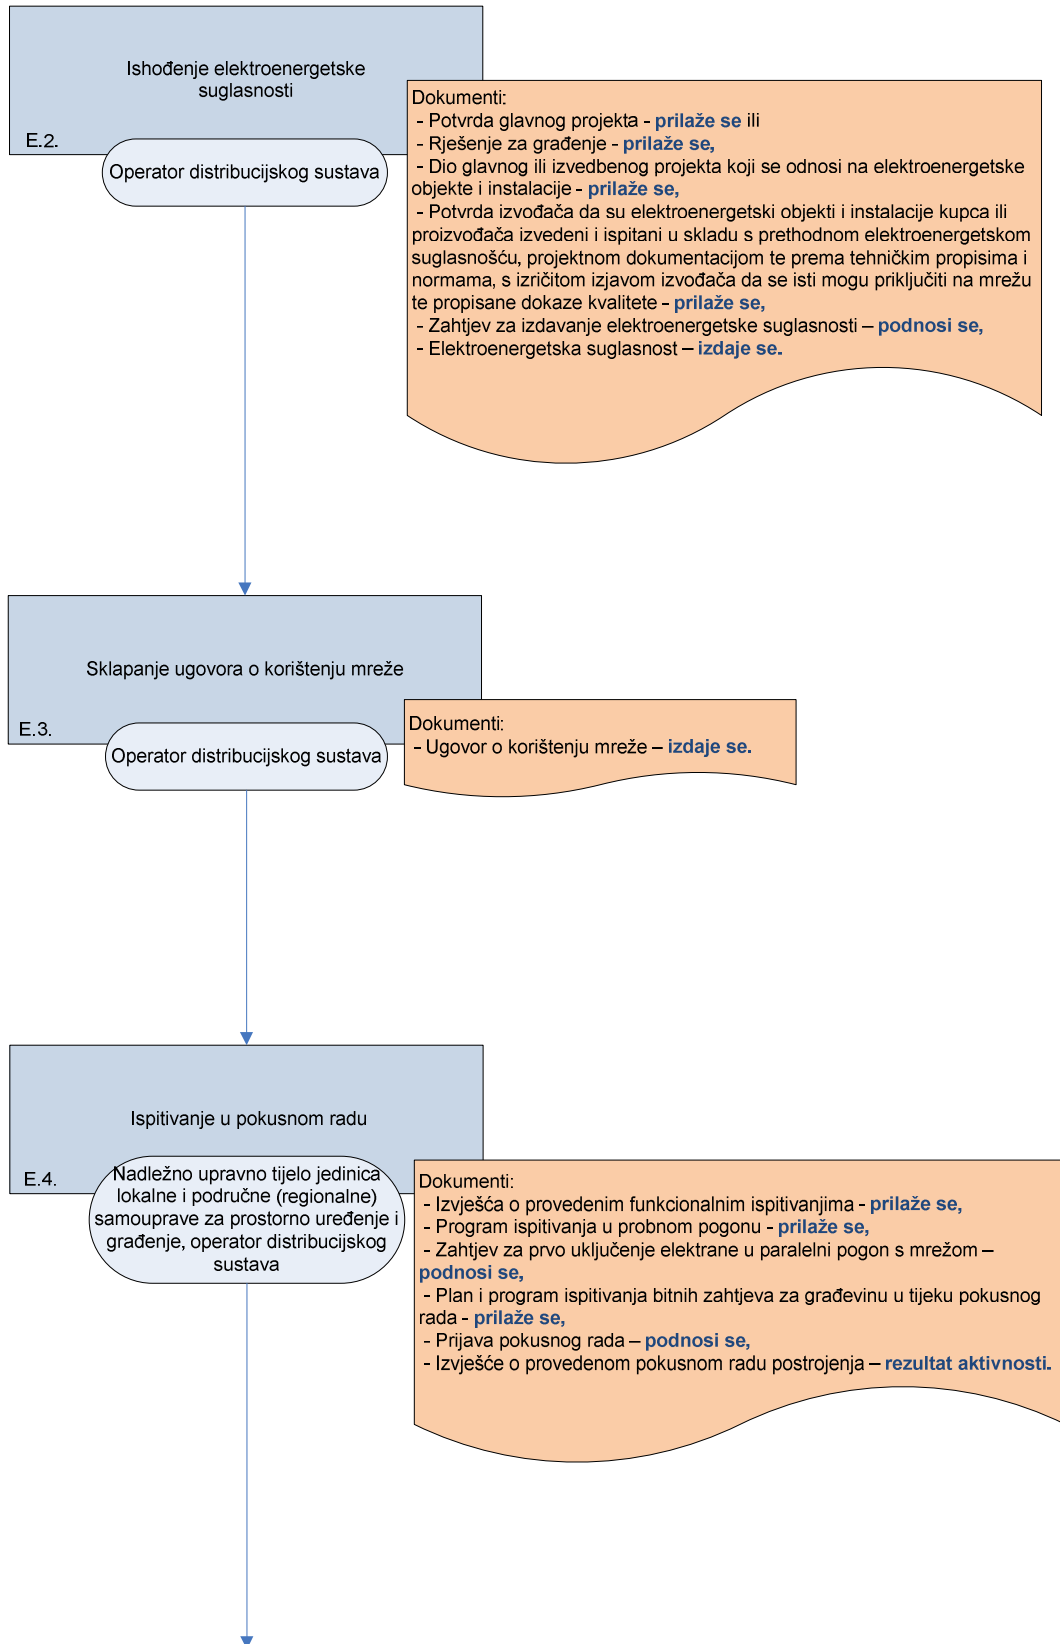 Ishođenje elektroenergetske
suglasnosti
E.2.
Operator distribucijskog sustava
Dokumenti:
- Potvrda glavnog projekta - prilaže se ili
- Rješenje za građenje - prilaže se,
- Dio glavnog ili izvedbenog projekta koji se odnosi na elektroenergetske
objekte i instalacije - prilaže se,
- Potvrda izvođača da su elektroenergetski objekti i instalacije kupca ili
proizvođača izvedeni i ispitani u skladu s prethodnom elektroenergetskom
suglasnošću, projektnom dokumentacijom te prema tehničkim propisima i
normama, s izričitom izjavom izvođača da se isti mogu priključiti na mrežu
te propisane dokaze kvalitete - prilaže se,
- Zahtjev za izdavanje elektroenergetske suglasnosti – podnosi se,
- Elektroenergetska suglasnost – izdaje se.
Sklapanje ugovora o korištenju mreže
E.3.
Operator distribucijskog sustava
Dokumenti:
- Ugovor o korištenju mreže – izdaje se.
Ispitivanje u pokusnom radu
E.4.
Nadležno upravno tijelo jedinica
lokalne i područne (regionalne)
samouprave za prostorno uređenje i
građenje, operator distribucijskog
sustava
Dokumenti:
- Izvješća o provedenim funkcionalnim ispitivanjima - prilaže se,
- Program ispitivanja u probnom pogonu - prilaže se,
- Zahtjev za prvo uključenje elektrane u paralelni pogon s mrežom –
podnosi se,
- Plan i program ispitivanja bitnih zahtjeva za građevinu u tijeku pokusnog
rada - prilaže se,
- Prijava pokusnog rada – podnosi se,
- Izvješće o provedenom pokusnom radu postrojenja – rezultat aktivnosti.